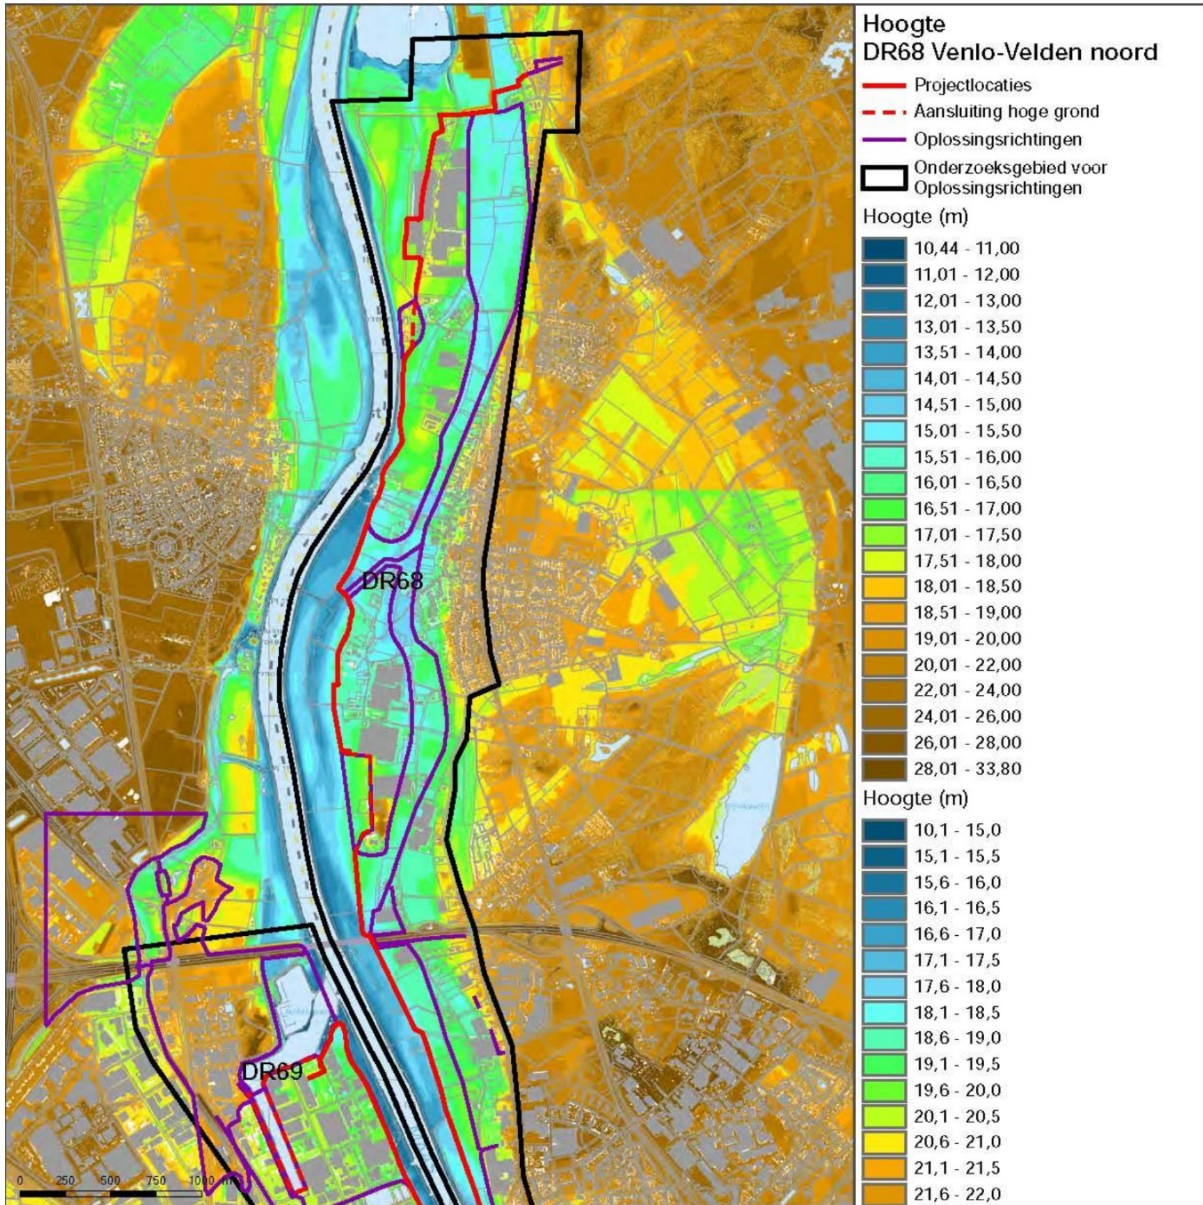 Hoogte
DR68 Venlo-Velden noord
Projectlocaties
Aansluiting hoge grond
Oplossingsrichtingen
Onderzoeksgebied voor
Oplossingsrichtingen
Hoogte (m)
10,44 - 11,00
11,01 - 12,00
12,01 - 13,00
13,01 - 13,50
13,51 - 14,00
14,01 - 14,50
14,51 - 15,00
15,01 - 15,50
15,51 - 16,00
16,01 - 16,50
16,51 - 17,00
17,01 - 17,50
17,51 - 18,00
18,01 - 18,50
18,51 - 19,00
19,01 - 20,00
20,01 - 22,00
22,01 - 24,00
24,01 - 26,00
26,01 - 28,00
28,01 - 33,80
Hoogte (m)
10,1 - 15,0
15,1 - 15,5
15,6 - 16,0
16,1 - 16,5
16,6 - 17,0
17,1 - 17,5
17,6 - 18,0
18,1 - 18,5
18,6 - 19,0
19,1 - 19,5
19,6 - 20,0
20,1 - 20,5
20,6 - 21,0
21,1 - 21,5
21,6 - 22,0
DR68
DR69
0 250 500 750 1000